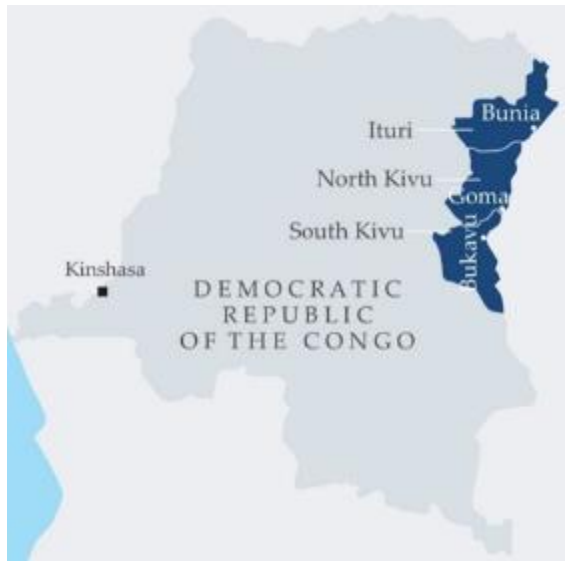 Bunia
Ituri
North Kivu
Goma
South Kivu
Bukavu
Kinshasa
DEMOCRATIC
REPUBLIC
OF THE CONGO